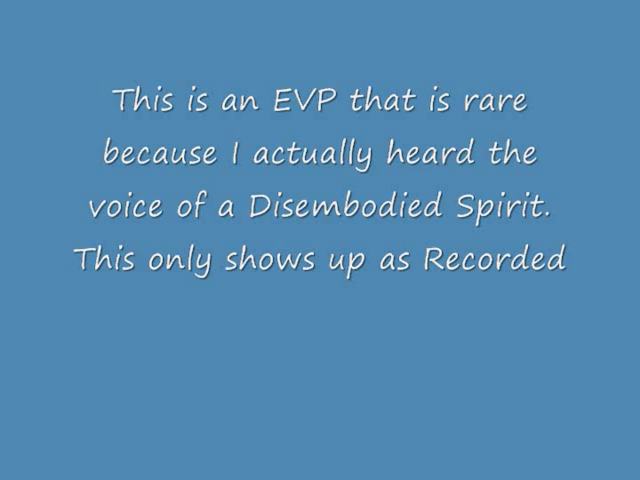 This is an EVP that is rare
because I actually heard the
voice of a Disembodied Spirit.
This only shows up as Recorded